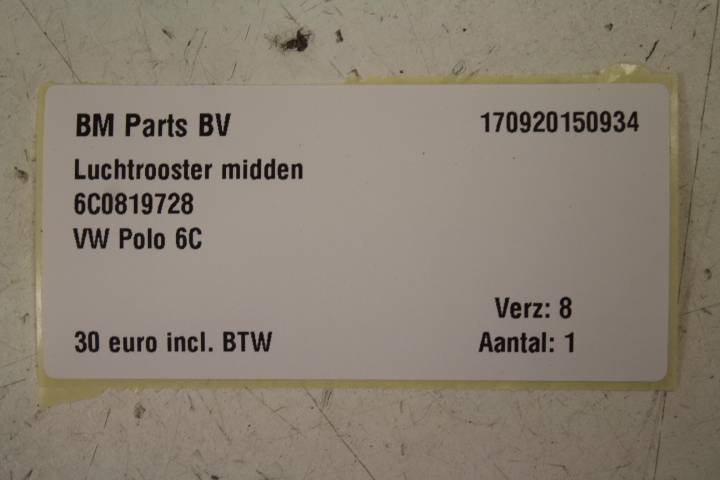 BM Parts BV 170920150934
Luchtrooster midden
6C0819728
VW Polo 6C
Verz: 8
30 euro incl. BTW Aantal: 1